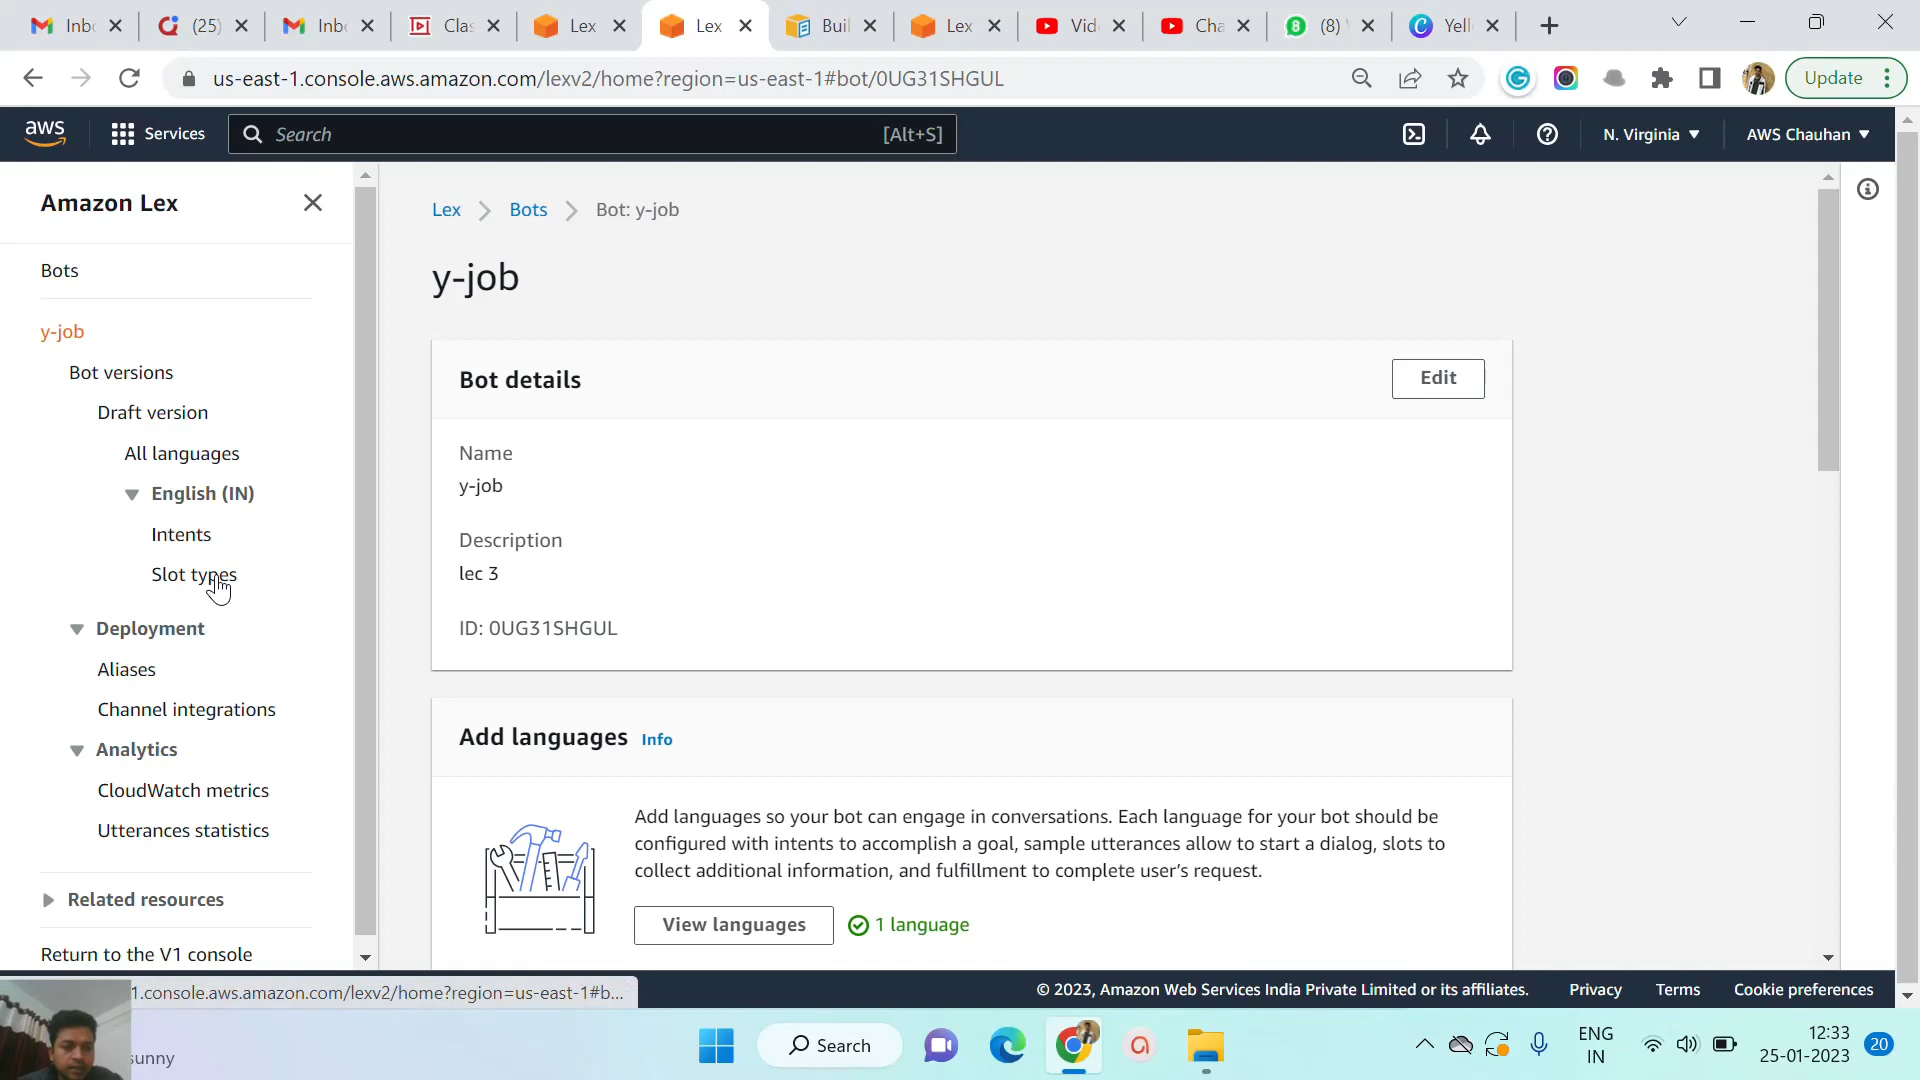 Inb
(25)
Inb
Clas
Lex
Lex
Buil
Lex
Vid
Cha
(8)
Yell
us-east-1.console.aws.amazon.com/lexv2/home?region=us-east-1#bot/0UG31SHGUL
Update
aws
Services
Search
[Alt+S]
N. Virginia
AWS Chauhan
Amazon Lex
Bots
y-job
Bot versions
Draft version
All languages
English (IN)
Intents
Slot types
Deployment
Aliases
Channel integrations
Analytics
CloudWatch metrics
Utterances statistics
Related resources
Return to the V1 console
Lex
Bots
Bot: y-job
y-job
Bot details
Edit
Name
y-job
Description
lec 3
ID: 0UG31SHGUL
Add languages Info
Add languages so your bot can engage in conversations. Each language for your bot should be
configured with intents to accomplish a goal, sample utterances allow to start a dialog, slots to
collect additional information, and fulfillment to complete user's request.
View languages
1 language
1.console.aws.amazon.com/lexv2/home?region=us-east-1#b...
© 2023, Amazon Web Services India Private Limited or its affiliates.
Privacy
Terms
Cookie preferences
sunny
Search
ENG
IN
12:33
25-01-2023
20